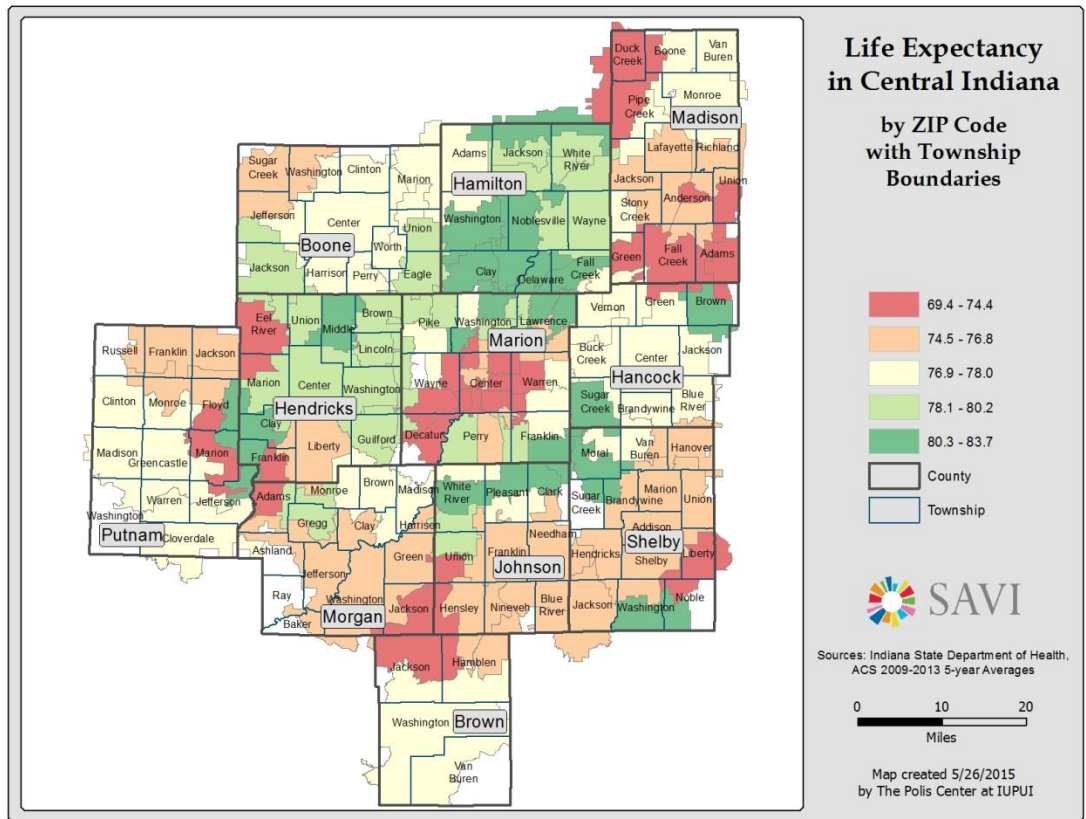 Life Expectancy
in Central Indiana
by ZIP Code
with Township
Boundaries
69.4 - 74.4
74.5 - 76.8
76.9 - 78.0
78.1 - 80.2
80.3 - 83.7
County
Township
SAVI
Sources: Indiana State Department of Health,
ACS 2009-2013 5-year Averages
0 10 20
Miles
Map created 5/26/2015
by The Polis Center at IUPUI
Madison
Duck
Creek
Boone
Van
Buren
Pipe
Creek
Monroe
Lafayette
Richland
Jackson
Anderson
Union
Stony
Creek
Green
Fall
Creek
Adams
Hamilton
Adams
Jackson
White
River
Washington
Noblesville
Wayne
Clay
Delaware
Fall
Creek
Boone
Sugar
Creek
Washington
Clinton
Marion
Jefferson
Center
Union
Worth
Jackson
Harrison
Perry
Eagle
Hendricks
Eel
River
Union
Middle
Brown
Lincoln
Marion
Center
Washington
Clay
Liberty
Guilford
Franklin
Marion
Pike
Washington
Lawrence
Wayne
Center
Warren
Decatur
Perry
Franklin
Hancock
Vernon
Green
Brown
Buck
Creek
Center
Jackson
Sugar
Creek
Brandywine
Blue
River
Putnam
Russell
Franklin
Jackson
Clinton
Monroe
Floyd
Madison
Greencastle
Marion
Washington
Warren
Jefferson
Cloverdale
Morgan
Adams
Monroe
Brown
Madison
Gregg
Clay
Harrison
Ashland
Jefferson
Green
Ray
Washington
Baker
Jackson
Johnson
White
River
Pleasant
Clark
Union
Franklin
Needham
Hensley
Nineveh
Blue
River
Shelby
Moral
Van
Buren
Hanover
Sugar
Creek
Brandywine
Marion
Union
Addison
Hendricks
Shelby
Liberty
Jackson
Washington
Noble
Brown
Jackson
Hamblen
Washington
Van
Buren